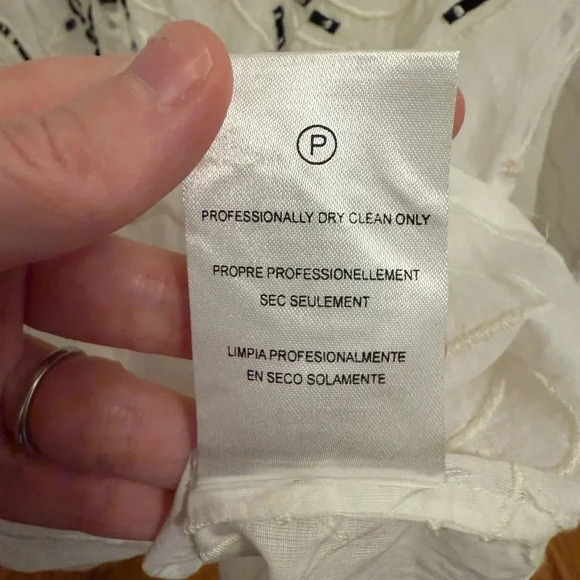 P
PROFESSIONALLY DRY CLEAN ONLY
PROPRE PROFESSIONELLEMENT
SEC SEULEMENT
LIMPIA PROFESIONALMENTE
EN SECO SOLAMENTE